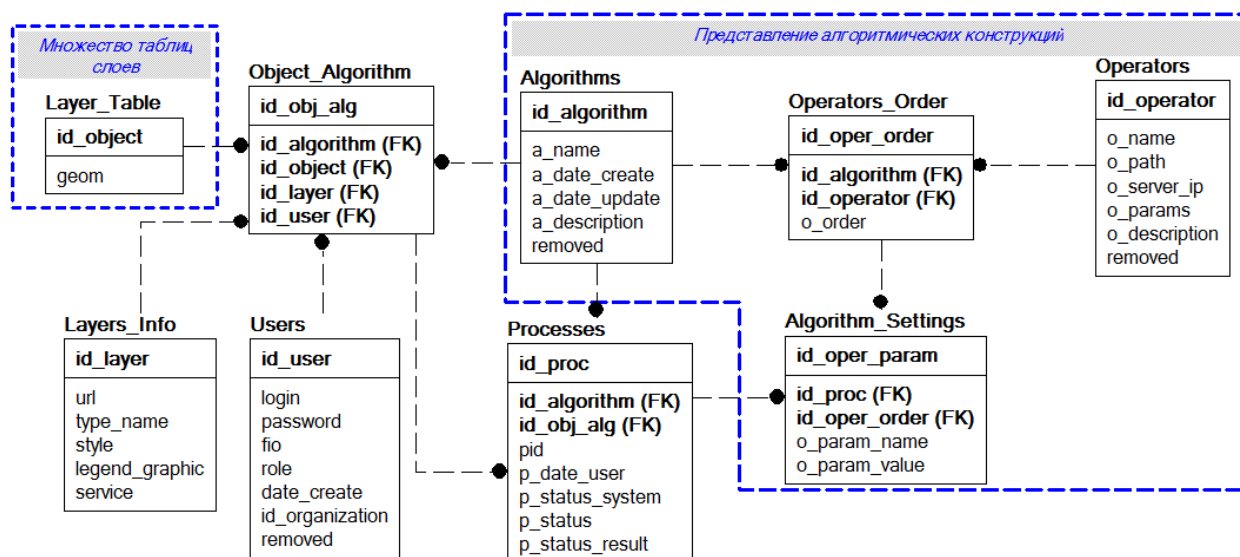 Множество таблиц
слоев
Представление алгоритмических конструкций
Layer_Table
id_object
geom
Object_Algorithm
id_obj_alg
id_algorithm (FK)
id_object (FK)
id_layer (FK)
id_user (FK)
Algorithms
id_algorithm
a_name
a_date_create
a_date_update
a_description
removed
Operators_Order
id_oper_order
id_algorithm (FK)
id_operator (FK)
o_order
Operators
id_operator
o_name
o_path
o_server_ip
o_params
o_description
removed
Layers_Info
id_layer
url
type_name
style
legend_graphic
service
Users
id_user
login
password
fio
role
date_create
id_organization
removed
Processes
id_proc
id_algorithm (FK)
id_obj_alg (FK)
pid
p_date_user
p_status_system
p_status
p_status_result
Algorithm_Settings
id_oper_param
id_proc (FK)
id_oper_order (FK)
o_param_name
o_param_value